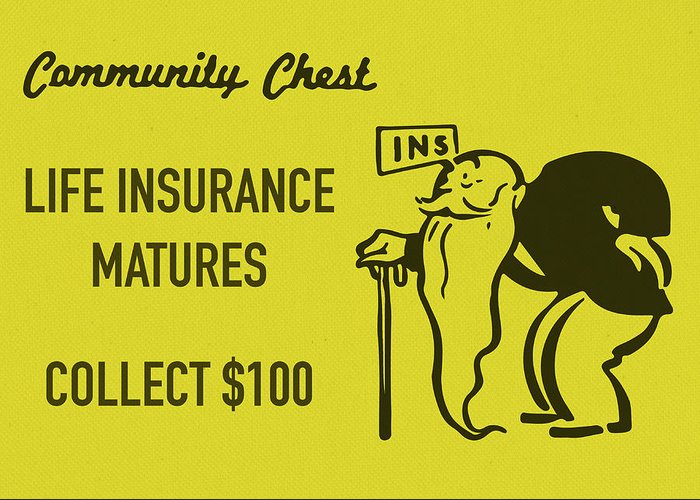 Community Chest
LIFE INSURANCE
MATURES
COLLECT $100
INS